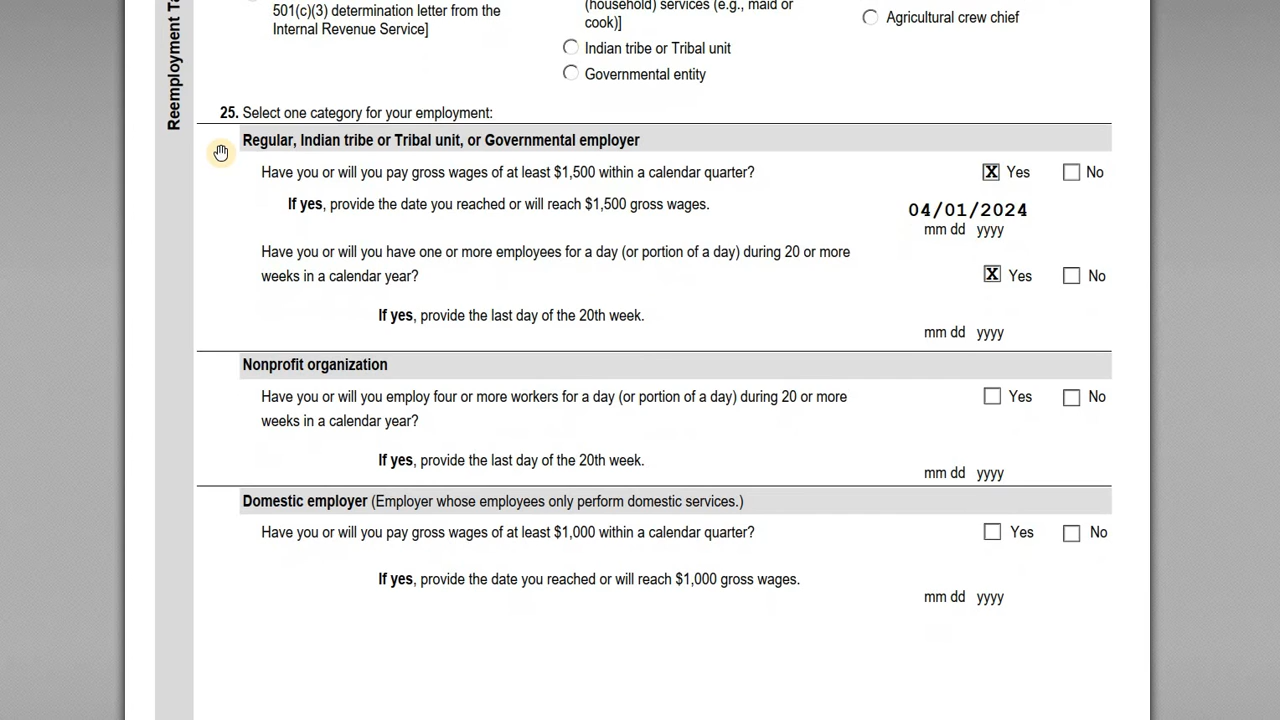 501(c)(3) determination letter from the
Internal Revenue Service]
(household) services (e.g., maid or
cook)]
Indian tribe or Tribal unit
Governmental entity
Agricultural crew chief
Reemployment Ta
25. Select one category for your employment:
Regular, Indian tribe or Tribal unit, or Governmental employer
Have you or will you pay gross wages of at least $1,500 within a calendar quarter? X Yes No
If yes, provide the date you reached or will reach $1,500 gross wages. 04/01/2024
mm dd yyyy
Have you or will you have one or more employees for a day (or portion of a day) during 20 or more
weeks in a calendar year? X Yes No
If yes, provide the last day of the 20th week.
mm dd yyyy
Nonprofit organization
Have you or will you employ four or more workers for a day (or portion of a day) during 20 or more Yes No
weeks in a calendar year?
If yes, provide the last day of the 20th week.
mm dd yyyy
Domestic employer (Employer whose employees only perform domestic services.)
Have you or will you pay gross wages of at least $1,000 within a calendar quarter? Yes No
If yes, provide the date you reached or will reach $1,000 gross wages.
mm dd yyyy